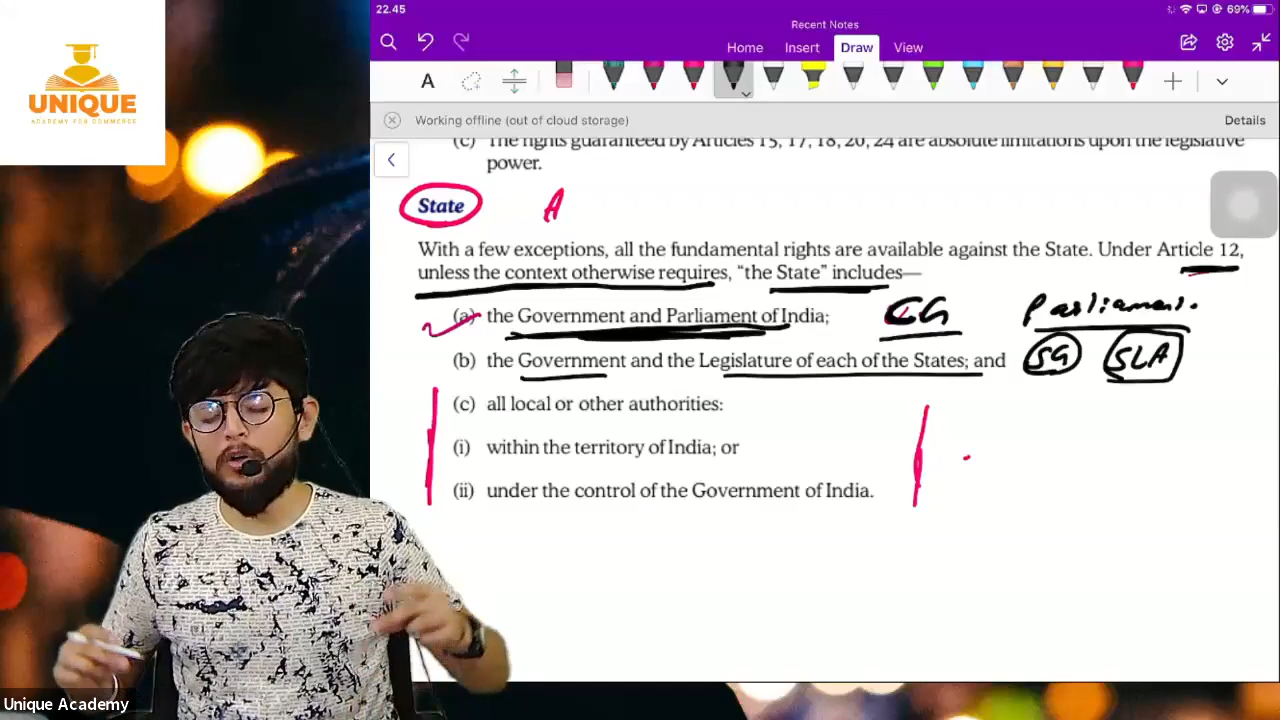 UNIQUE
ACADEMY FOR COMMERCE
22.45
69%
Recent Notes
Home Insert Draw View
A
Working offline (out of cloud storage)
Details
(c) The rights guaranteed by Articles 15, 17, 18, 20, 24 are absolute limitations upon the legislative
power.
State A
With a few exceptions, all the fundamental rights are available against the State. Under Article 12,
unless the context otherwise requires, “the State” includes—
(a) the Government and Parliament of India; CG Parliament.
(b) the Government and the Legislature of each of the States; and SG SLA
(c) all local or other authorities:
(i) within the territory of India; or
(ii) under the control of the Government of India.
Unique Academy